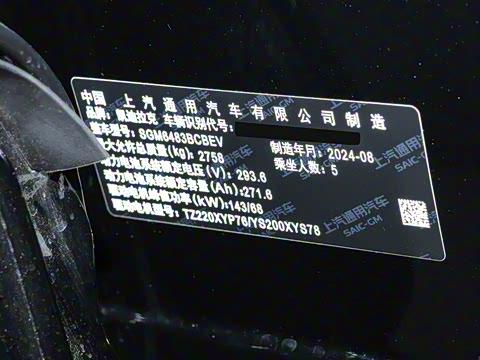 中国 上汽通用汽车有限公司制造
品牌：凯迪拉克 车辆识别代号：
整车型号：SGM6483BCBEV 制造年月：2024-08
最大允许总质量(kg)：2758 乘坐人数：5
动力电池系统额定电压(V)：293.6
动力电池系统额定容量(Ah)：271.6
驱动电机峰值功率(kW)：143/68
驱动电机型号：TZ220XYP76/YS200XYS76
上汽通用汽车
SAIC-GM